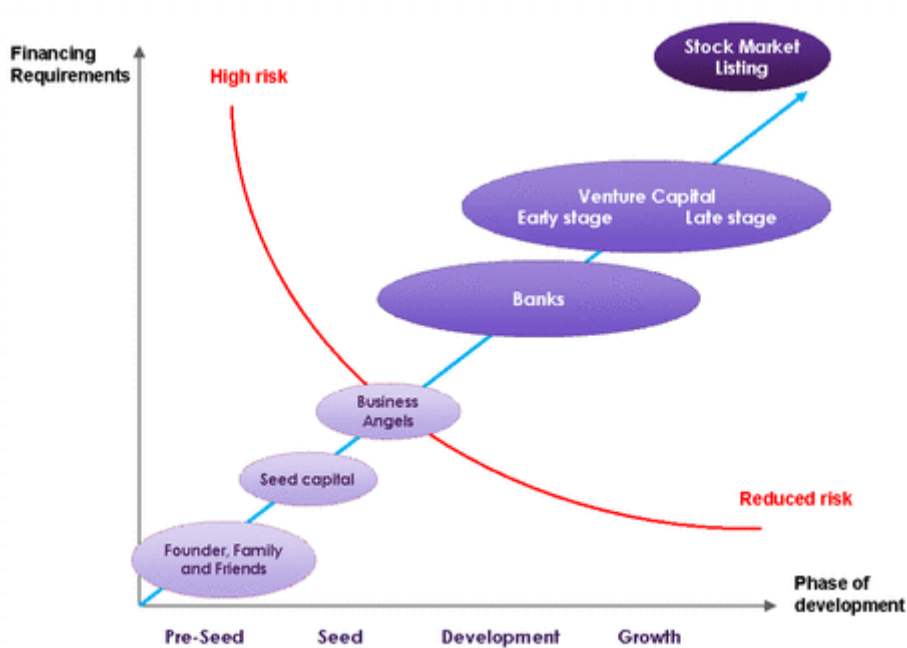 Financing
Requirements
High risk
Stock Market
Listing
Venture Capital
Early stage Late stage
Banks
Business
Angels
Seed capital
Reduced risk
Founder, Family
and Friends
Phase of
development
Pre-Seed Seed Development Growth